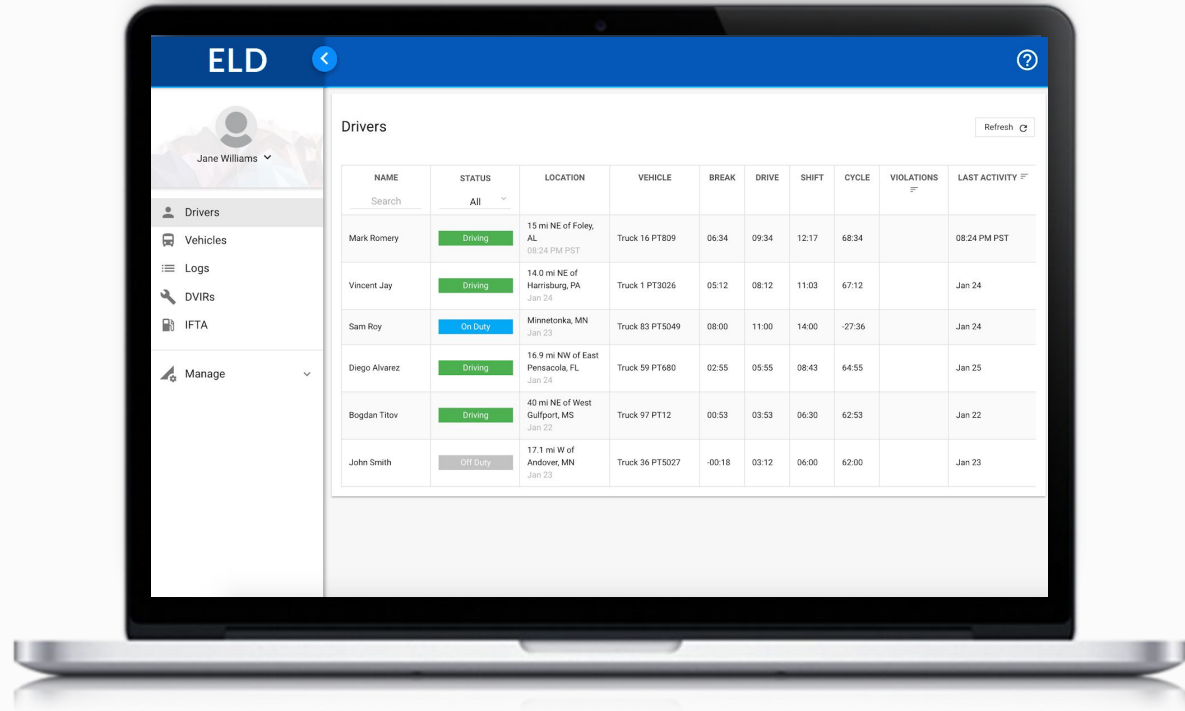 ELD
Jane Williams
Drivers
Vehicles
Logs
DVIRs
IFTA
Manage
Drivers
Refresh
NAME STATUS LOCATION VEHICLE BREAK DRIVE SHIFT CYCLE VIOLATIONS LAST ACTIVITY
Search All
Mark Romery Driving 15 mi NE of Foley, Truck 16 PT809 06:34 09:34 12:17 68:34 08:24 PM PST
AL
08:24 PM PST
Vincent Jay Driving 14.0 mi NE of Truck 1 PT3026 05:12 08:12 11:03 67:12 Jan 24
Harrisburg, PA
Jan 24
Sam Roy On Duty Minnetonka, MN Truck 83 PT5049 08:00 11:00 14:00 -27:36 Jan 24
Jan 23
Diego Alvarez Driving 16.9 mi NW of East Truck 59 PT680 02:55 05:55 08:43 64:55 Jan 25
Pensacola, FL
Jan 24
Bogdan Titov Driving 40 mi NE of West Truck 97 PT12 00:53 03:53 06:30 62:53 Jan 22
Gulfport, MS
Jan 22
John Smith Off Duty 17.1 mi W of Truck 36 PT5027 -00:18 03:12 06:00 62:00 Jan 23
Andover, MN
Jan 23